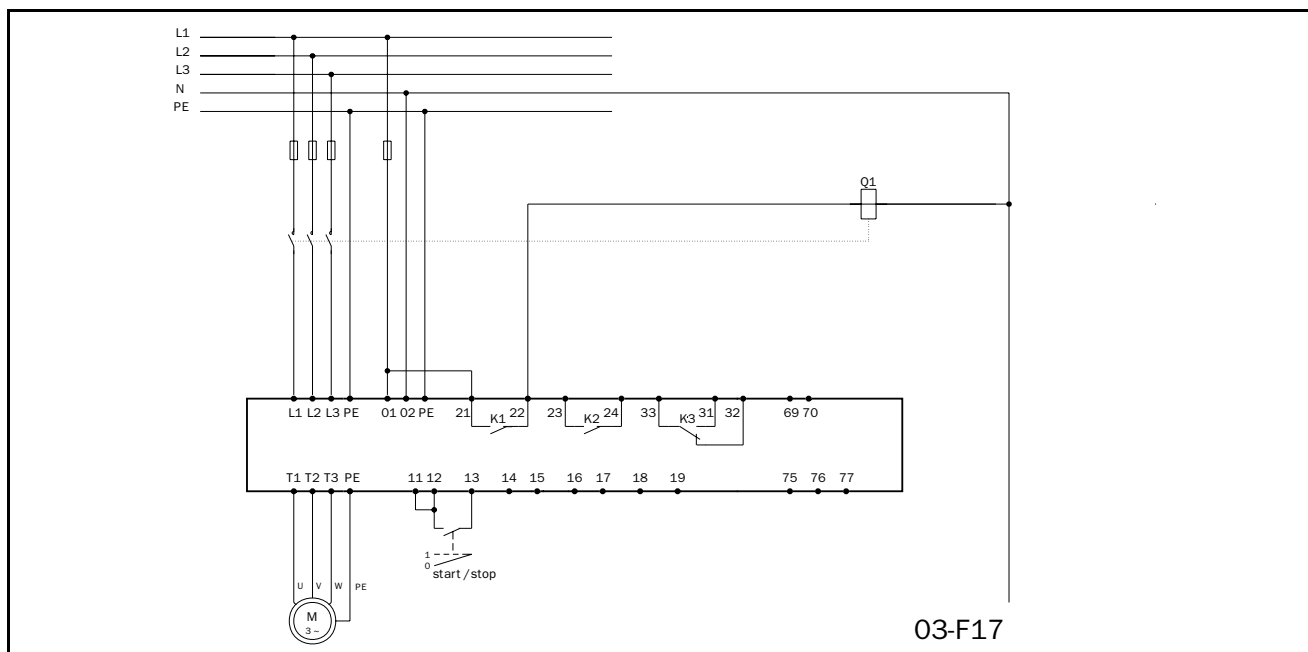 L1
L2
L3
N
PE
Q1
L1 L2 L3 PE 01 02 PE 21 K1 22 23 K2 24 33 K3 31 32 69 70
T1 T2 T3 PE 11 12 13 14 15 16 17 18 19 75 76 77
1
0
start/stop
U V W PE
M
3~
03-F17